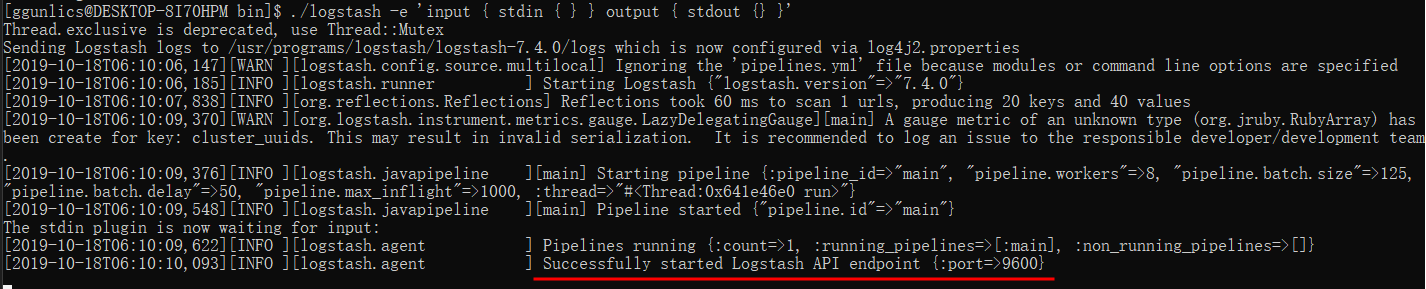 [ggunlics@DESKTOP-8I70HPM bin]$ ./logstash -e 'input { stdin { } } output { stdout {} }'
Thread.exclusive is deprecated, use Thread::Mutex
Sending Logstash logs to /usr/programs/logstash/logstash-7.4.0/logs which is now configured via log4j2.properties
[2019-10-18T06:10:06,147][WARN ][logstash.config.source.multilocal] Ignoring the 'pipelines.yml' file because modules or command line options are specified
[2019-10-18T06:10:06,185][INFO ][logstash.runner          ] Starting Logstash {"logstash.version"=>"7.4.0"}
[2019-10-18T06:10:07,838][INFO ][org.reflections.Reflections] Reflections took 60 ms to scan 1 urls, producing 20 keys and 40 values
[2019-10-18T06:10:09,370][WARN ][org.logstash.instrument.metrics.gauge.LazyDelegatingGauge][main] A gauge metric of an unknown type (org.jruby.RubyArray) has
been create for key: cluster_uuids. This may result in invalid serialization.  It is recommended to log an issue to the responsible developer/development team
.
[2019-10-18T06:10:09,376][INFO ][logstash.javapipeline    ][main] Starting pipeline {:pipeline_id=>"main", "pipeline.workers"=>8, "pipeline.batch.size"=>125,
"pipeline.batch.delay"=>50, "pipeline.max_inflight"=>1000, :thread=>"#<Thread:0x641e46e0 run>"}
[2019-10-18T06:10:09,548][INFO ][logstash.javapipeline    ][main] Pipeline started {"pipeline.id"=>"main"}
The stdin plugin is now waiting for input:
[2019-10-18T06:10:09,622][INFO ][logstash.agent           ] Pipelines running {:count=>1, :running_pipelines=>[:main], :non_running_pipelines=>[]}
[2019-10-18T06:10:10,093][INFO ][logstash.agent           ] Successfully started Logstash API endpoint {:port=>9600}